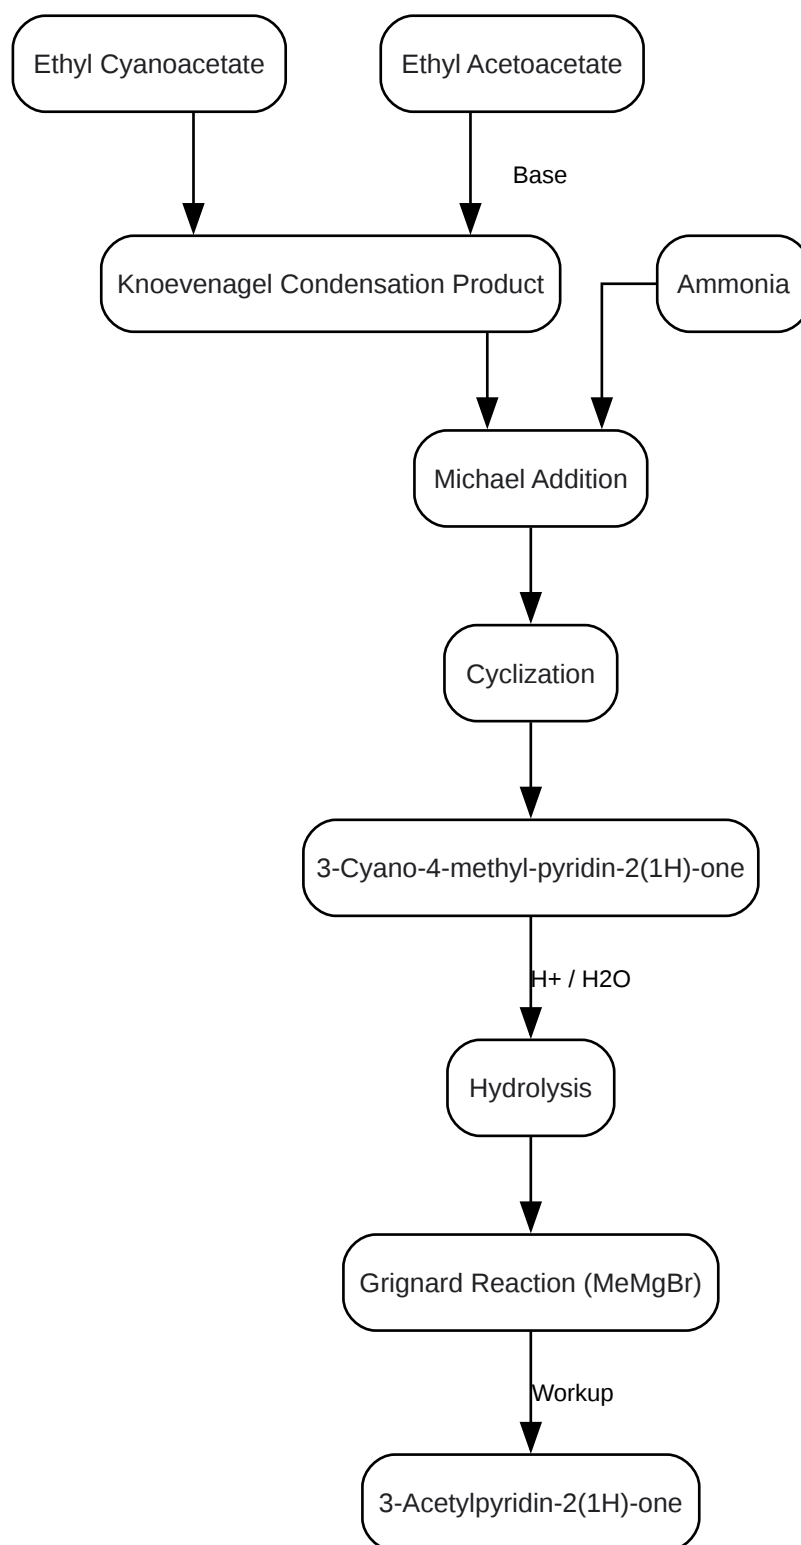 Ethyl Cyanoacetate
Ethyl Acetoacetate
Base
Knoevenagel Condensation Product
Ammonia
Michael Addition
Cyclization
3-Cyano-4-methyl-pyridin-2(1H)-one
H+ / H2O
Hydrolysis
Grignard Reaction (MeMgBr)
Workup
3-Acetylpyridin-2(1H)-one